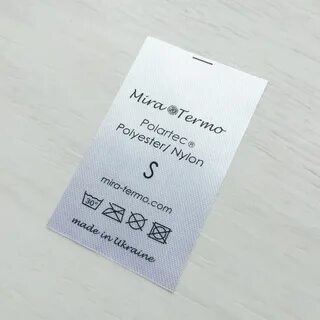 Mira Termo
Polartec®
Polyester/ Nylon
S
mira-termo.com
30°
made in Ukraine